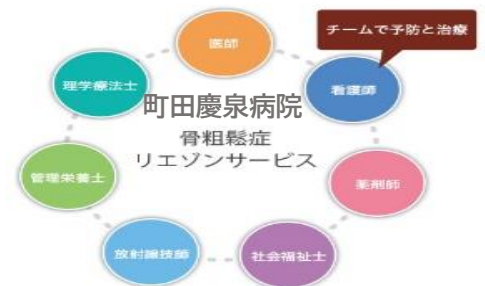 医師
チームで予防と治療
看護師
理学療法士
町田慶泉病院
骨粗鬆症
リエゾンサービス
管理栄養士
薬剤師
放射線技師
社会福祉士